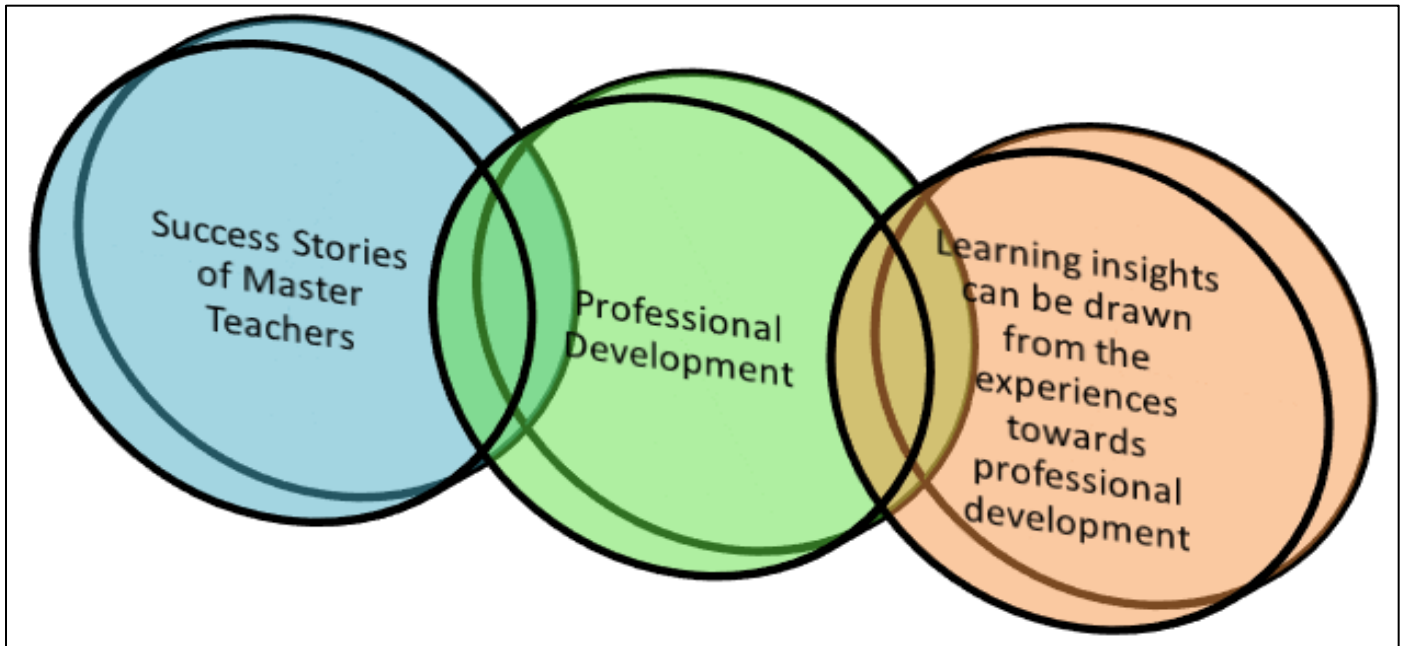 Success Stories
of Master
Teachers
Professional
Development
Learning insights
can be drawn
from the
experiences
towards
professional
development